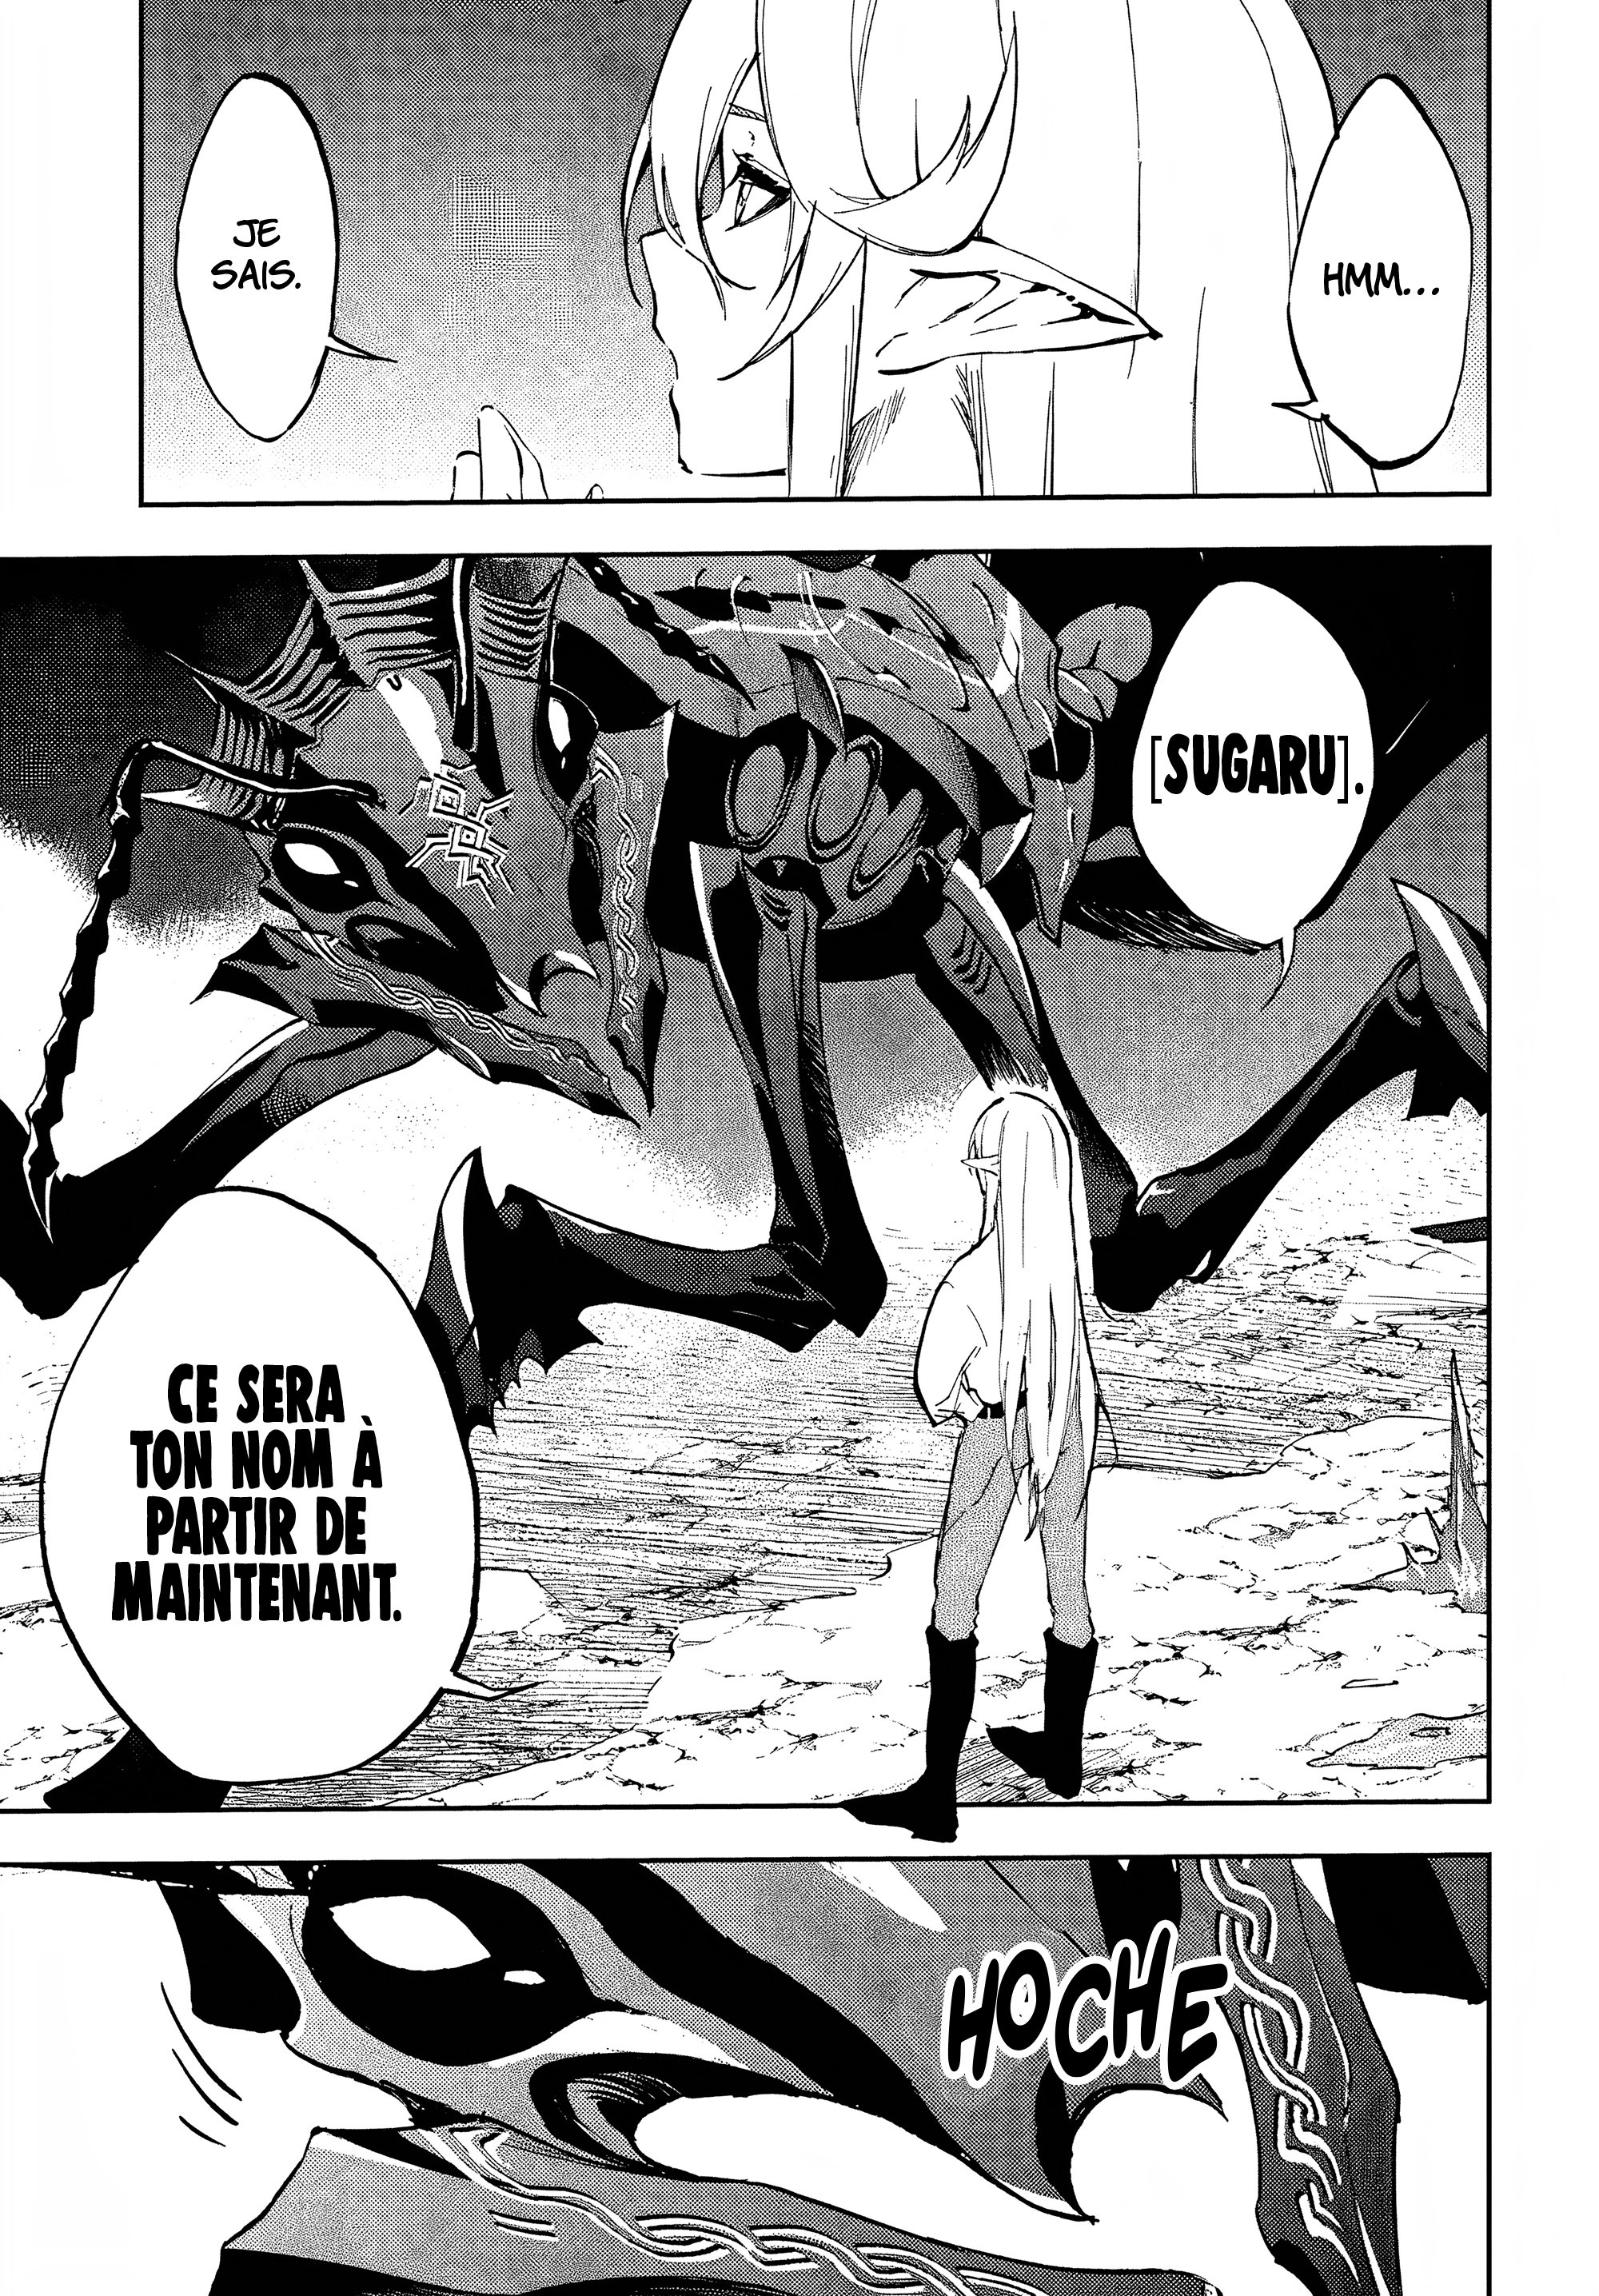 HMM...
JE
SAIS.
[SUGARU].
CE SERA
TON NOM À
PARTIR DE
MAINTENANT.
HOCHE